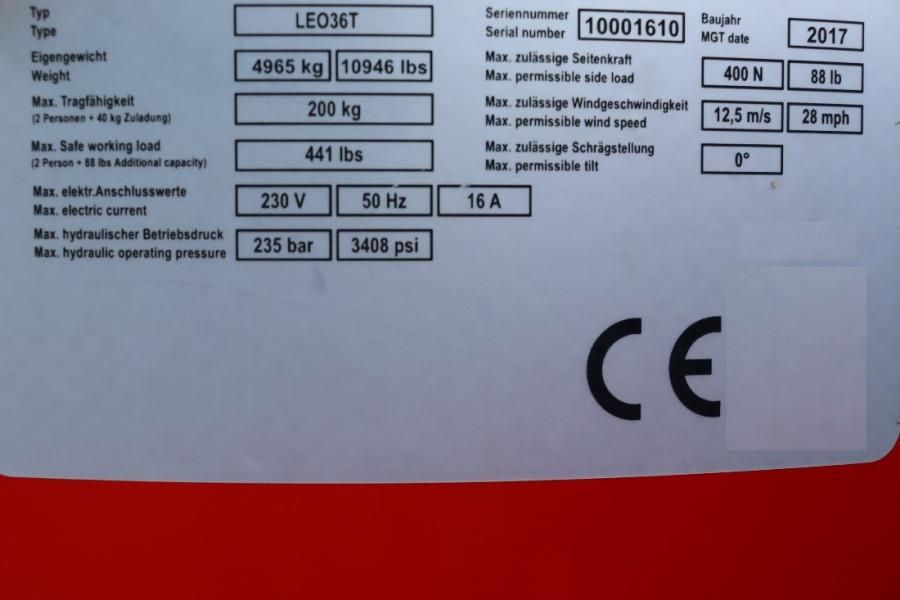 Typ
Type
LEO36T
Eigengewicht
Weight
4965 kg 10946 lbs
Max. Tragfähigkeit
(2 Personen + 40 kg Zuladung)
200 kg
Max. Safe working load
(2 Person + 88 lbs Additional capacity)
441 lbs
Max. elektr.Anschlusswerte
Max. electric current
230 V 50 Hz 16 A
Max. hydraulischer Betriebsdruck
Max. hydraulic operating pressure
235 bar 3408 psi
Seriennummer
Serial number
10001610
Baujahr
MGT date
2017
Max. zulässige Seitenkraft
Max. permissible side load
400 N 88 lb
Max. zulässige Windgeschwindigkeit
Max. permissible wind speed
12,5 m/s 28 mph
Max. zulässige Schrägstellung
Max. permissible tilt
0°
CE